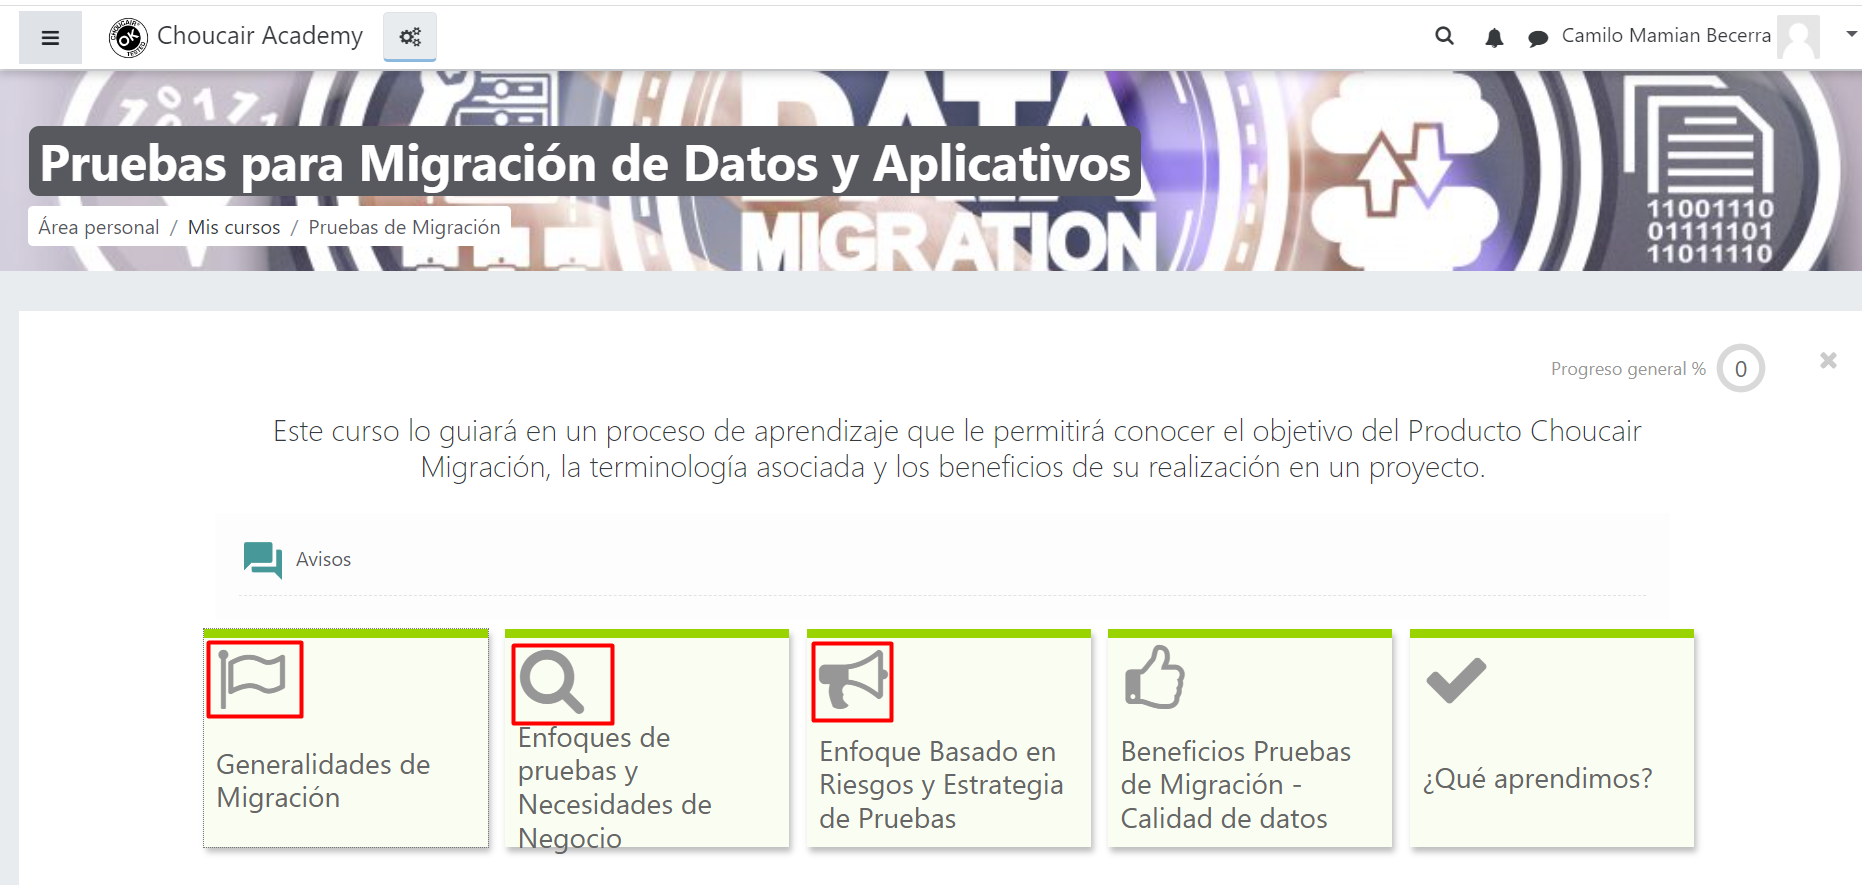 Choucair Academy
Camilo Mamian Becerra
CHOUCAIR
OK
TESTED
DATA
MIGRATION
Pruebas para Migración de Datos y Aplicativos
Área personal / Mis cursos / Pruebas de Migración
11001110
01111101
11011110
Progreso general % 0
Este curso lo guiará en un proceso de aprendizaje que le permitirá conocer el objetivo del Producto Choucair
Migración, la terminología asociada y los beneficios de su realización en un proyecto.
Avisos
Generalidades de
Migración
Enfoques de
pruebas y
Necesidades de
Negocio
Enfoque Basado en
Riesgos y Estrategia
de Pruebas
Beneficios Pruebas
de Migración -
Calidad de datos
¿Qué aprendimos?